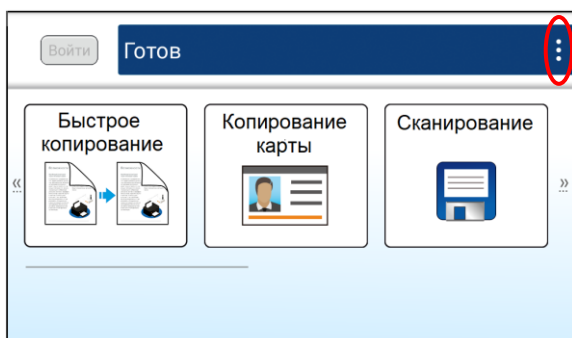 Войти
Готов
Быстрое
копирование
Копирование
карты
Сканирование
«
»